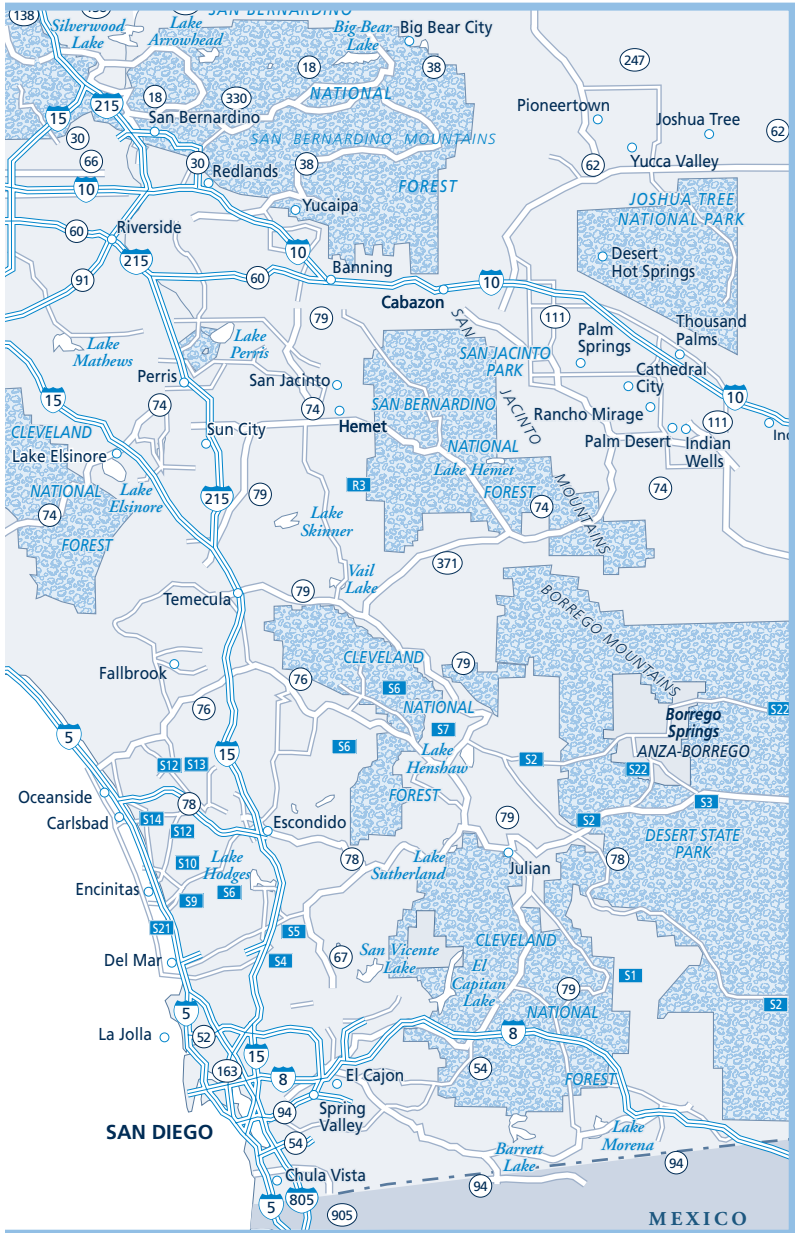 SAN BERNARDINO
138
Silverwood
Lake
Lake
Arrowhead
Big Bear
Lake
Big Bear City
18
38
247
15
215
18
330
NATIONAL
Pioneertown
Joshua Tree
San Bernardino
30
66
SAN BERNARDINO MOUNTAINS
62
Yucca Valley
62
10
30
Redlands
38
FOREST
JOSHUA TREE
NATIONAL PARK
Yucaipa
60
Riverside
215
10
Desert
Hot Springs
91
60
Banning
10
Cabazon
79
111
Thousand
Palms
Lake
Mathews
Lake
Perris
SAN JACINTO MOUNTAINS
SAN JACINTO
PARK
Palm
Springs
Perris
San Jacinto
Cathedral
City
15
74
74
SAN BERNARDINO
Rancho Mirage
10
111
CLEVELAND
Sun City
Hemet
NATIONAL
Palm Desert
Indian
Wells
Lake Elsinore
Lake Hemet
NATIONAL
Lake
Elsinore
215
79
R3
FOREST
74
74
74
Lake
Skinner
FOREST
371
Vail
Lake
Temecula
79
BORREGO MOUNTAINS
CLEVELAND
79
Fallbrook
76
S6
NATIONAL
76
S22
Borrego
Springs
5
15
S6
S7
ANZA-BORREGO
Lake
Henshaw
S12
S13
S2
S22
Oceanside
78
FOREST
S3
Carlsbad
S14
S12
Escondido
79
S2
DESERT STATE
PARK
S10
Lake
Hodges
78
Lake
Sutherland
Julian
78
Encinitas
S9
S6
S21
S5
CLEVELAND
Del Mar
S4
67
San Vicente
Lake
El
Capitan
Lake
S1
79
S2
5
NATIONAL
La Jolla
52
15
8
163
8
El Cajon
54
FOREST
94
Spring
Valley
SAN DIEGO
54
Lake
Morena
Barrett
Lake
94
Chula Vista
94
5
805
905
MEXICO